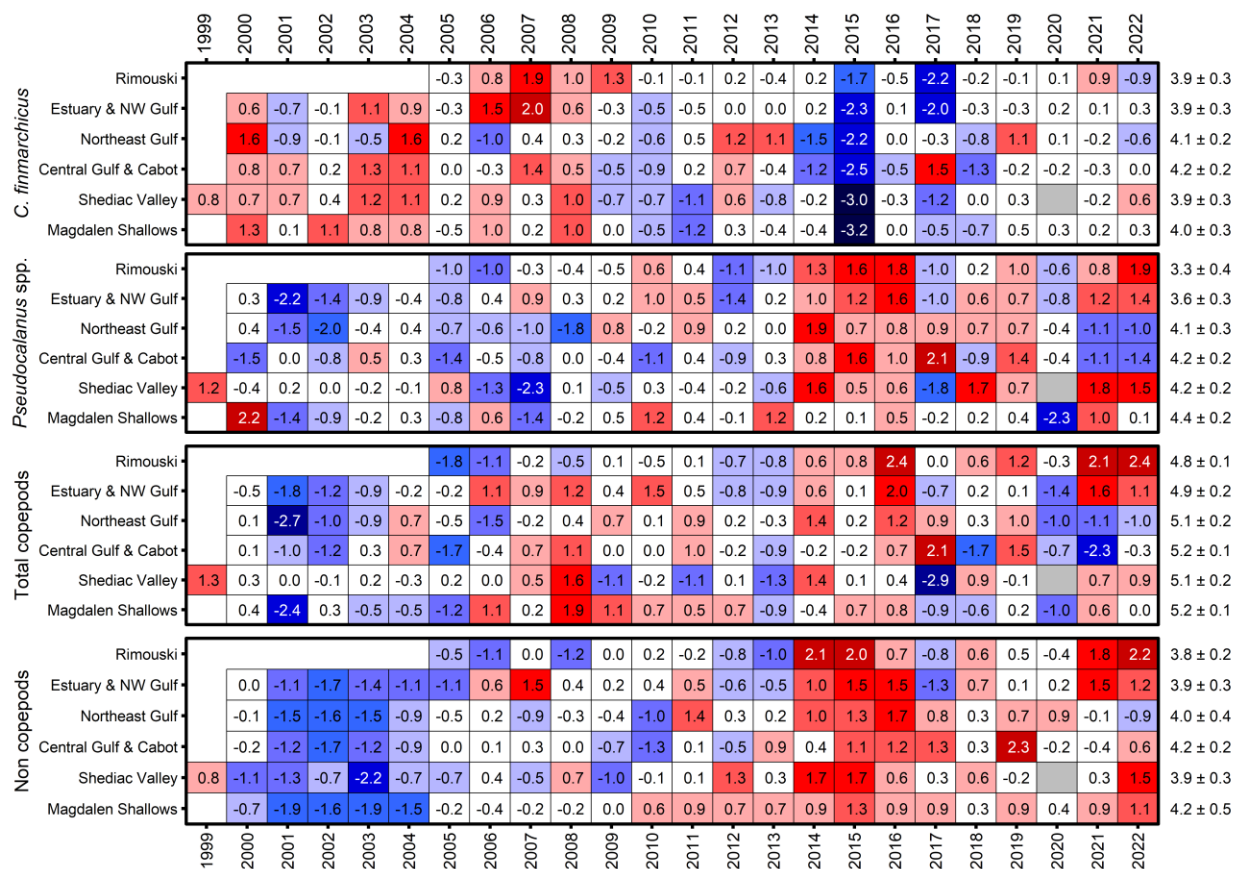 1999 2000 2001 2002 2003 2004 2005 2006 2007 2008 2009 2010 2011 2012 2013 2014 2015 2016 2017 2018 2019 2020 2021 2022
C. finmarchicus
Rimouski -0.3 0.8 1.9 1.0 1.3 -0.1 -0.1 0.2 -0.4 0.2 -1.7 -0.5 -2.2 -0.2 -0.1 0.1 0.9 -0.9 3.9 ± 0.3
Estuary & NW Gulf 0.6 -0.7 -0.1 1.1 0.9 -0.3 1.5 2.0 0.6 -0.3 -0.5 -0.5 0.0 0.0 0.2 -2.3 0.1 -2.0 -0.3 -0.3 0.2 0.1 0.3 3.9 ± 0.3
Northeast Gulf 1.6 -0.9 -0.1 -0.5 1.6 0.2 -1.0 0.4 0.3 -0.2 -0.6 0.5 1.2 1.1 -1.5 -2.2 0.0 -0.3 -0.8 1.1 0.2 -0.2 -0.6 4.1 ± 0.2
Central Gulf & Cabot 0.8 0.7 0.2 1.3 1.1 0.0 -0.3 1.4 0.5 -0.5 -0.9 0.2 0.7 -0.4 -1.2 -2.5 -0.5 1.5 -1.3 -0.2 -0.2 -0.3 0.0 4.2 ± 0.2
Shediac Valley 0.8 0.7 0.7 0.4 1.2 1.1 0.2 0.9 0.3 1.0 -0.7 -0.7 -1.1 0.6 -0.8 -0.2 -3.0 0.2 -1.2 0.0 0.3 -0.2 0.6 3.9 ± 0.3
Magdalen Shallows 1.3 0.1 1.1 0.8 0.8 -0.5 1.0 0.2 1.0 0.0 -0.5 -1.2 0.3 -0.4 -0.4 -3.2 0.0 -0.5 -0.7 0.5 0.3 0.2 0.3 4.0 ± 0.3
Pseudocalanus spp.
Rimouski -1.0 -1.0 -0.3 -0.4 -0.5 0.6 0.4 -1.1 -1.0 1.3 1.6 1.8 -1.0 0.2 1.0 -0.6 0.8 1.9 3.3 ± 0.4
Estuary & NW Gulf 0.3 -2.2 -1.4 -0.9 -0.4 -0.8 0.4 0.9 0.3 0.2 1.0 0.5 -1.4 0.2 1.0 1.2 1.6 -1.0 0.6 0.7 -0.8 1.2 1.4 3.6 ± 0.3
Northeast Gulf 0.4 -1.5 -2.0 -0.4 0.4 -0.7 -0.6 -1.0 -1.8 0.8 -0.2 0.9 0.2 0.0 1.9 0.7 0.8 0.9 0.7 0.7 -0.4 -1.1 -1.0 4.1 ± 0.3
Central Gulf & Cabot -1.5 0.0 -0.8 0.5 0.3 -1.4 -0.5 -0.8 0.0 -0.4 -1.1 0.4 -0.9 0.3 0.8 1.6 1.0 2.1 -0.9 1.4 -0.4 -1.1 -1.4 4.2 ± 0.2
Shediac Valley 1.2 -0.4 0.2 0.0 -0.2 -0.1 0.8 -1.3 -2.3 0.1 -0.5 0.3 -0.4 -0.2 -0.6 1.6 0.5 0.6 -1.8 1.7 0.7 1.8 1.5 4.2 ± 0.2
Magdalen Shallows 2.2 -1.4 -0.9 -0.2 0.3 -0.8 0.6 -1.4 -0.2 0.5 1.2 0.4 -0.1 1.2 0.2 0.1 0.5 -0.2 0.2 0.4 -2.3 1.0 0.1 4.4 ± 0.2
Total copepods
Rimouski -1.8 -1.1 -0.2 -0.5 0.1 -0.5 0.1 -0.7 -0.8 0.6 0.8 2.4 0.0 0.6 1.2 -0.3 2.1 2.4 4.8 ± 0.1
Estuary & NW Gulf -0.5 -1.8 -1.2 -0.9 -0.2 -0.2 1.1 0.9 1.2 0.4 1.5 0.5 -0.8 -0.9 0.6 0.1 2.0 -0.7 0.2 0.1 -1.4 1.6 1.1 4.9 ± 0.2
Northeast Gulf 0.1 -2.7 -1.0 -0.9 0.7 -0.5 -1.5 -0.2 0.4 0.7 0.1 0.9 0.2 -0.3 1.4 0.2 1.2 0.9 0.3 1.0 -1.0 -1.1 -1.0 5.1 ± 0.2
Central Gulf & Cabot 0.1 -1.0 -1.2 0.3 0.7 -1.7 -0.4 0.7 1.1 0.0 0.0 1.0 -0.2 -0.9 -0.2 -0.2 0.7 2.1 -1.7 1.5 -0.7 -2.3 -0.3 5.2 ± 0.1
Shediac Valley 1.3 0.3 0.0 -0.1 0.2 -0.3 0.0 0.0 0.5 1.6 -1.1 -0.2 -1.1 0.1 -1.3 1.4 0.1 0.4 -2.9 0.9 -0.1 0.7 0.9 5.1 ± 0.2
Magdalen Shallows 0.4 -2.4 0.3 -0.5 -0.5 -1.2 1.1 0.2 1.9 1.1 0.7 0.5 0.7 -0.9 -0.4 0.7 0.8 -0.9 -0.6 0.2 -1.0 0.6 0.0 5.2 ± 0.1
Non copepods
Rimouski -0.5 -1.1 0.0 -1.2 0.0 0.2 -0.2 -0.8 -1.0 2.1 2.0 0.7 -0.8 0.6 0.5 -0.4 1.8 2.2 3.8 ± 0.2
Estuary & NW Gulf 0.0 -1.1 -1.7 -1.4 -1.1 -1.1 0.6 1.5 0.4 0.2 0.4 0.5 -0.6 -0.5 1.0 1.5 1.5 -1.3 0.7 0.1 0.2 1.5 1.2 3.9 ± 0.3
Northeast Gulf -0.1 -1.5 -1.6 -1.5 -0.9 -0.5 0.2 -0.9 -0.3 -0.4 -1.0 1.4 0.3 0.2 1.0 1.3 1.7 0.8 0.3 0.7 0.9 -0.1 -0.9 4.0 ± 0.4
Central Gulf & Cabot -0.2 -1.2 -1.7 -1.2 -0.9 0.0 0.1 0.3 0.0 -0.7 -1.3 0.1 -0.5 0.9 0.4 1.1 1.2 1.3 0.0 2.3 -0.2 -0.4 0.6 4.2 ± 0.2
Shediac Valley 0.8 -1.1 -1.3 -0.7 -2.2 -0.7 -0.7 0.4 -0.5 0.7 -1.0 -0.1 0.1 1.3 0.3 1.7 1.7 0.6 0.3 0.6 -0.2 0.3 1.5 3.9 ± 0.3
Magdalen Shallows -0.7 -1.9 -1.6 -1.9 -1.5 -0.2 -0.4 -0.2 -0.2 0.0 0.6 0.9 0.7 0.7 0.9 1.3 0.9 0.9 0.3 0.9 0.4 0.9 1.1 4.2 ± 0.5
1999 2000 2001 2002 2003 2004 2005 2006 2007 2008 2009 2010 2011 2012 2013 2014 2015 2016 2017 2018 2019 2020 2021 2022